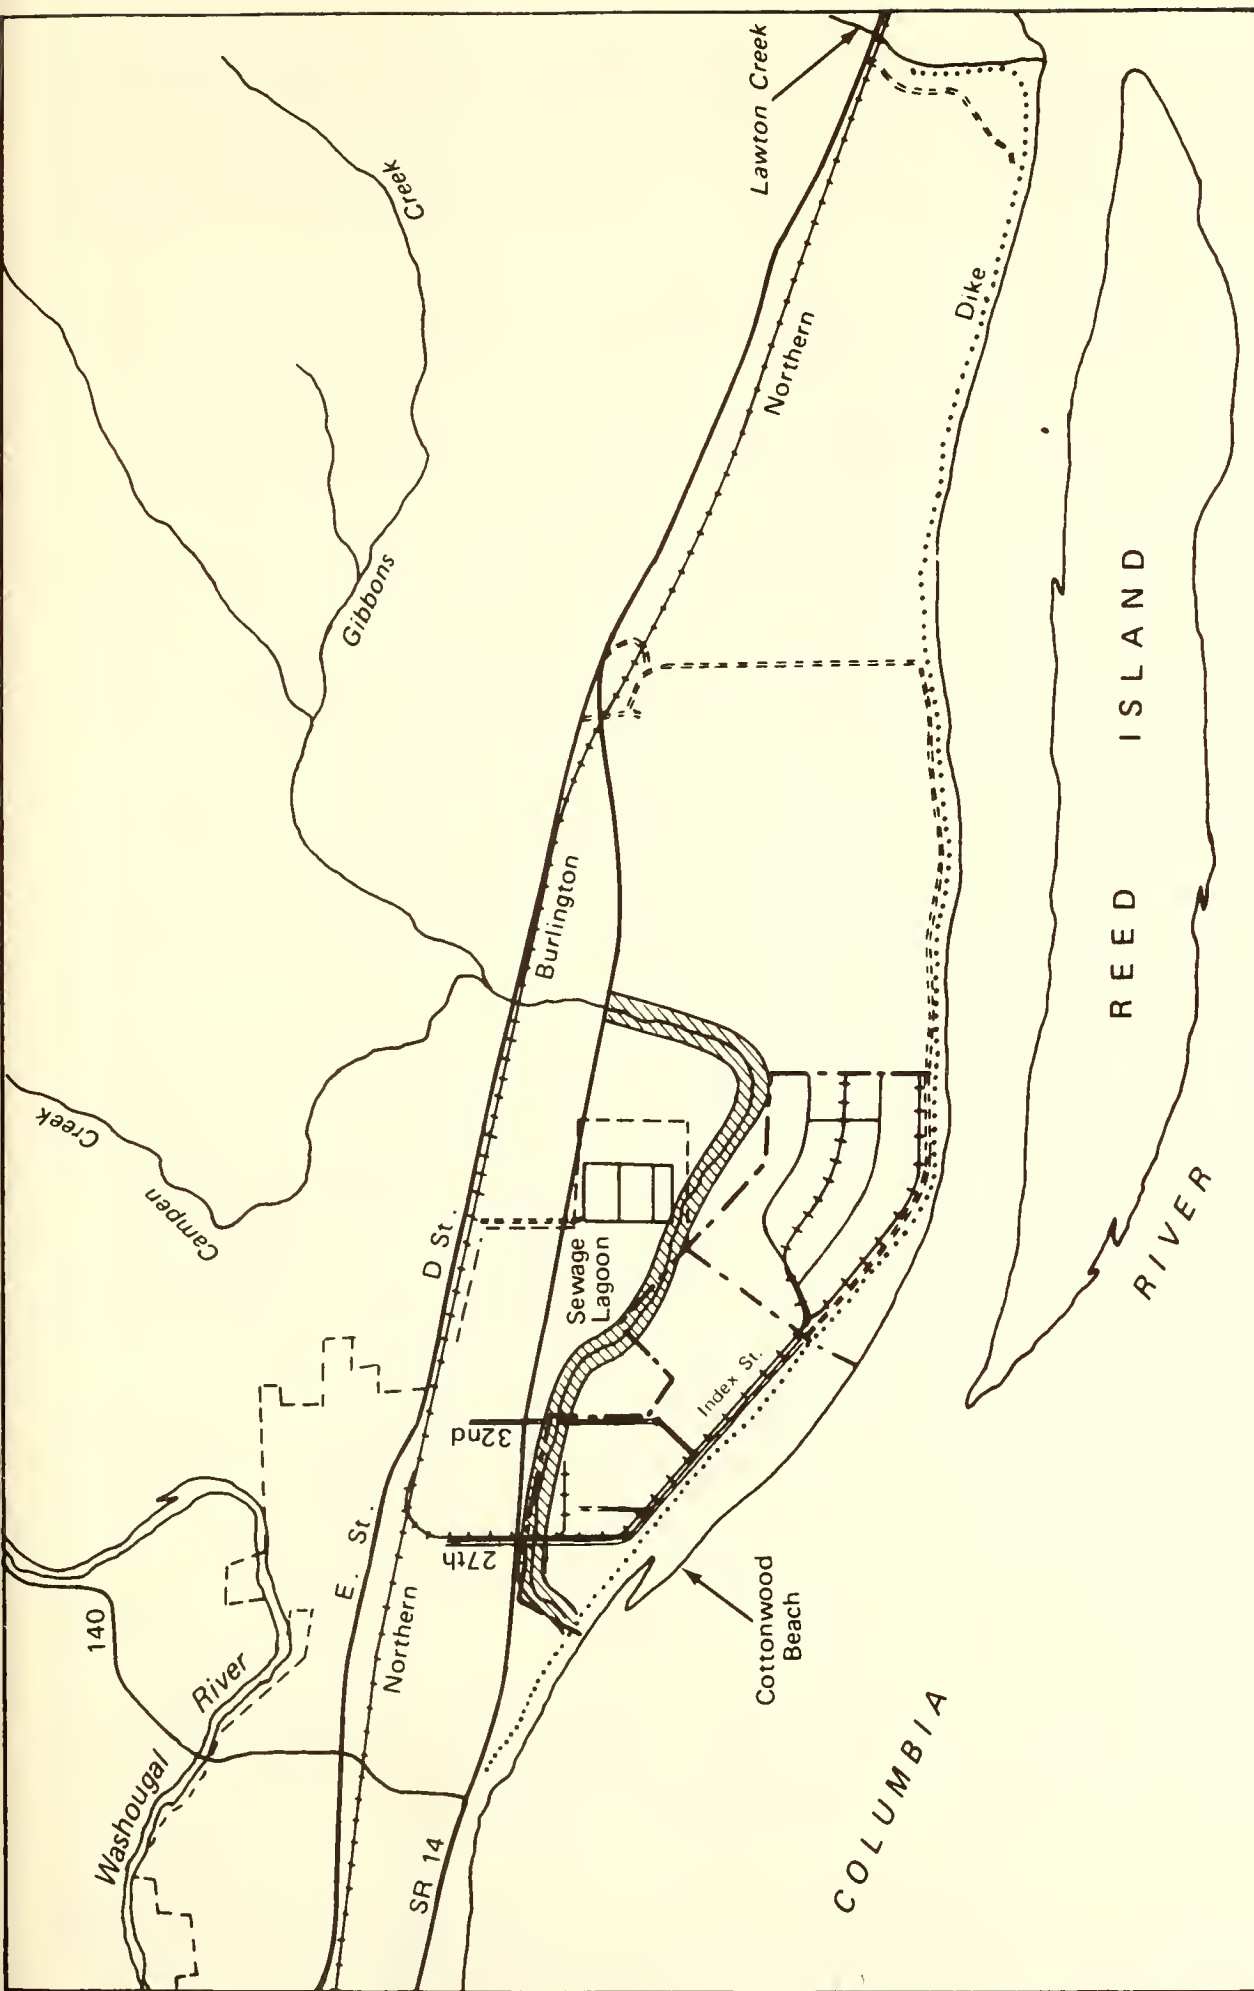 Washougal
River
140
Campen
Creek
Gibbons
Creek
E. St.
D St.
Northern
Burlington
Northern
Lawton Creek
SR 14
27th
32nd
Sewage
Lagoon
Index St.
Dike
Cottonwood
Beach
COLUMBIA
RIVER
REED ISLAND